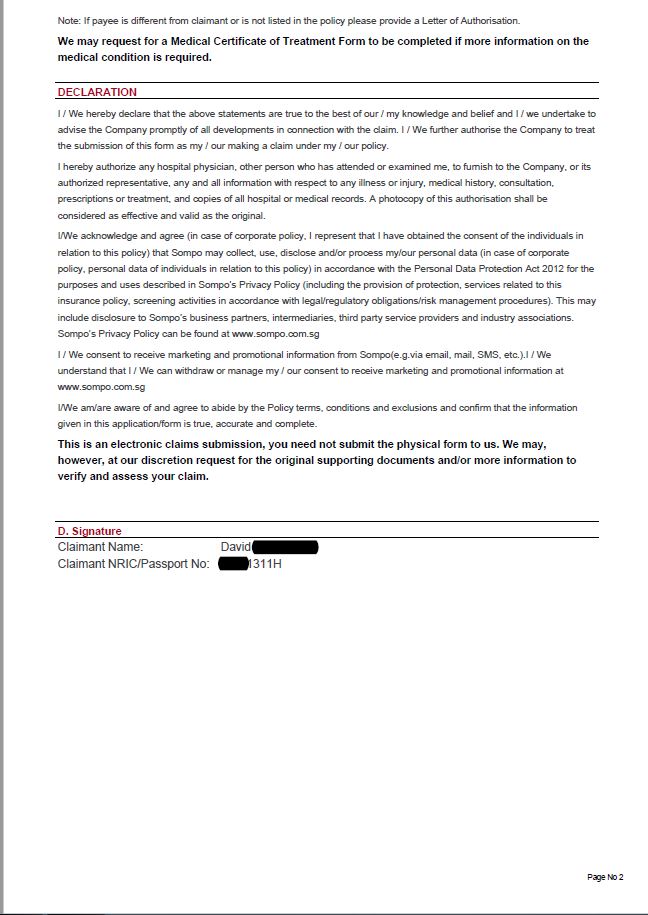 Note: If payee is different from claimant or is not listed in the policy please provide a Letter of Authorisation.
We may request for a Medical Certificate of Treatment Form to be completed if more information on the
medical condition is required.
DECLARATION
I / We hereby declare that the above statements are true to the best of our / my knowledge and belief and I / we undertake to
advise the Company promptly of all developments in connection with the claim. I / We further authorise the Company to treat
the submission of this form as my / our making a claim under my / our policy.
I hereby authorize any hospital physician, other person who has attended or examined me, to furnish to the Company, or its
authorized representative, any and all information with respect to any illness or injury, medical history, consultation,
prescriptions or treatment, and copies of all hospital or medical records. A photocopy of this authorisation shall be
considered as effective and valid as the original.
I/We acknowledge and agree (in case of corporate policy, I represent that I have obtained the consent of the individuals in
relation to this policy) that Sompo may collect, use, disclose and/or process my/our personal data (in case of corporate
policy, personal data of individuals in relation to this policy) in accordance with the Personal Data Protection Act 2012 for the
purposes and uses described in Sompo's Privacy Policy (including the provision of protection, services related to this
insurance policy, screening activities in accordance with legal/regulatory obligations/risk management procedures). This may
include disclosure to Sompo's business partners, intermediaries, third party service providers and industry associations.
Sompo's Privacy Policy can be found at www.sompo.com.sg
I / We consent to receive marketing and promotional information from Sompo(e.g.via email, mail, SMS, etc.).I / We
understand that I / We can withdraw or manage my / our consent to receive marketing and promotional information at
www.sompo.com.sg
I/We am/are aware of and agree to abide by the Policy terms, conditions and exclusions and confirm that the information
given in this application/form is true, accurate and complete.
This is an electronic claims submission, you need not submit the physical form to us. We may,
however, at our discretion request for the original supporting documents and/or more information to
verify and assess your claim.
D. Signature
Claimant Name: David
Claimant NRIC/Passport No: 1311H
Page No 2